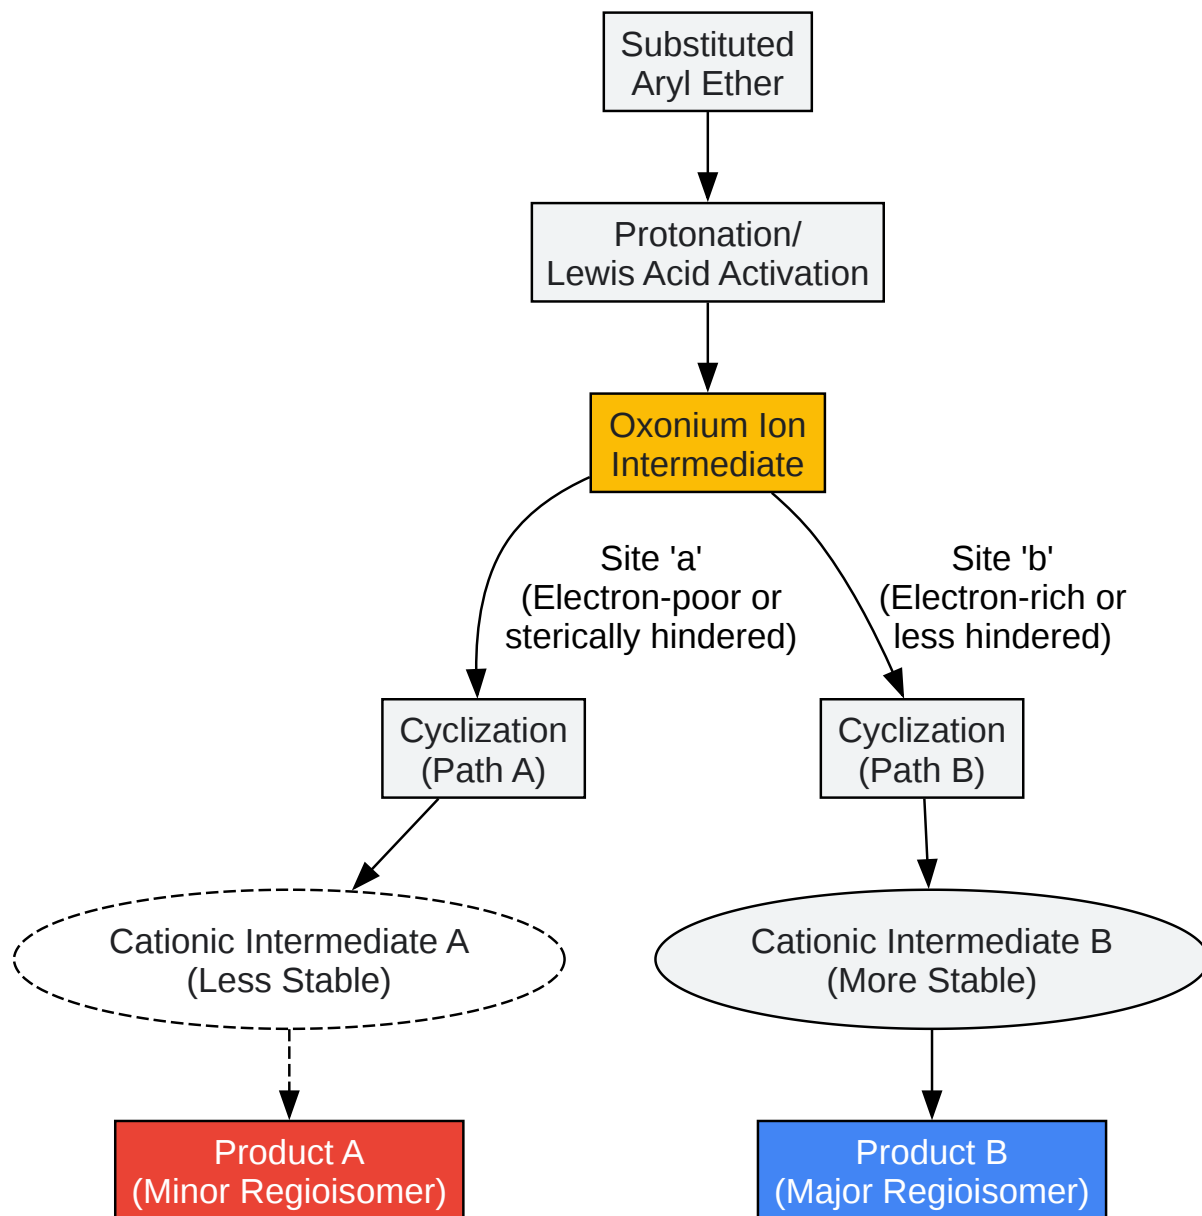 Substituted
Aryl Ether
Protonation/
Lewis Acid Activation
Oxonium Ion
Intermediate
Site 'a'
(Electron-poor or
sterically hindered)
Site 'b'
(Electron-rich or
less hindered)
Cyclization
(Path A)
Cyclization
(Path B)
Cationic Intermediate A
(Less Stable)
Cationic Intermediate B
(More Stable)
Product A
(Minor Regioisomer)
Product B
(Major Regioisomer)